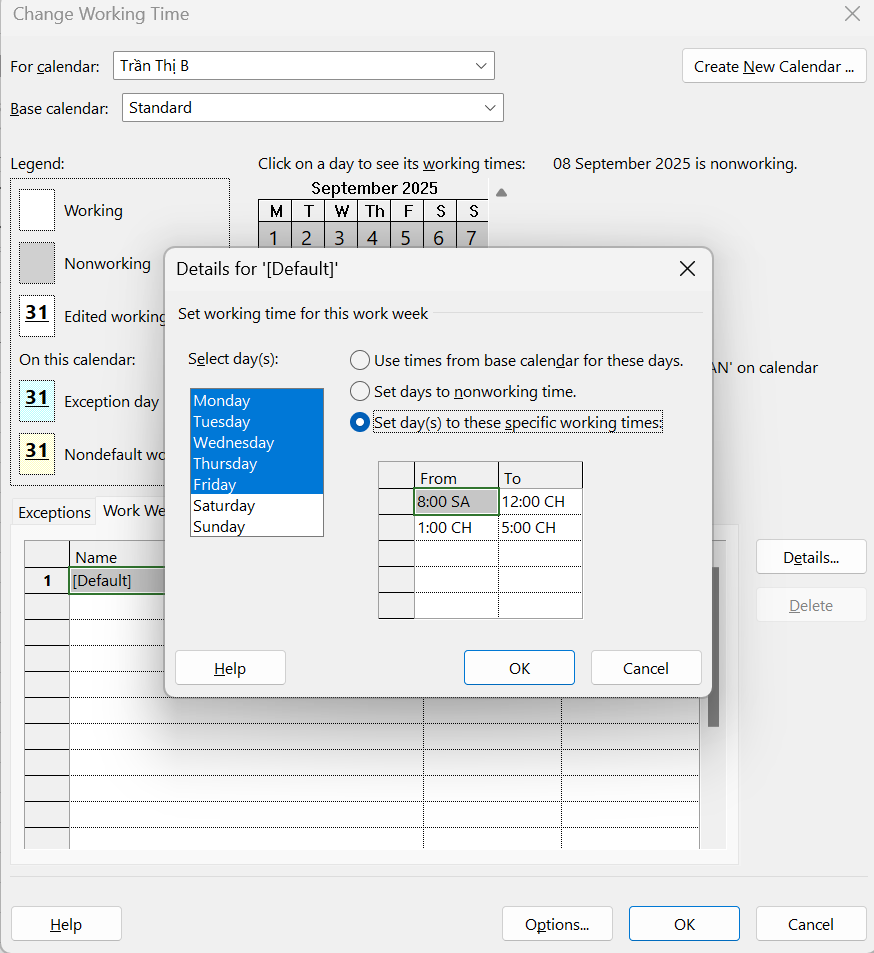 Change Working Time
For calendar: Trần Thị B
Create New Calendar ...
Base calendar: Standard
Legend:
Click on a day to see its working times:
08 September 2025 is nonworking.
Working
September 2025
M T W Th F S S
1 2 3 4 5 6 7
Nonworking
31 Edited working
On this calendar:
31 Exception day
31 Nondefault wo
AN' on calendar
Details for '[Default]'
Set working time for this work week
Select day(s):
Monday
Tuesday
Wednesday
Thursday
Friday
Saturday
Sunday
Use times from base calendar for these days.
Set days to nonworking time.
Set day(s) to these specific working times:
From To
8:00 SA 12:00 CH
1:00 CH 5:00 CH
Help OK Cancel
Exceptions Work We
Name
1 [Default]
Details...
Delete
Help Options... OK Cancel